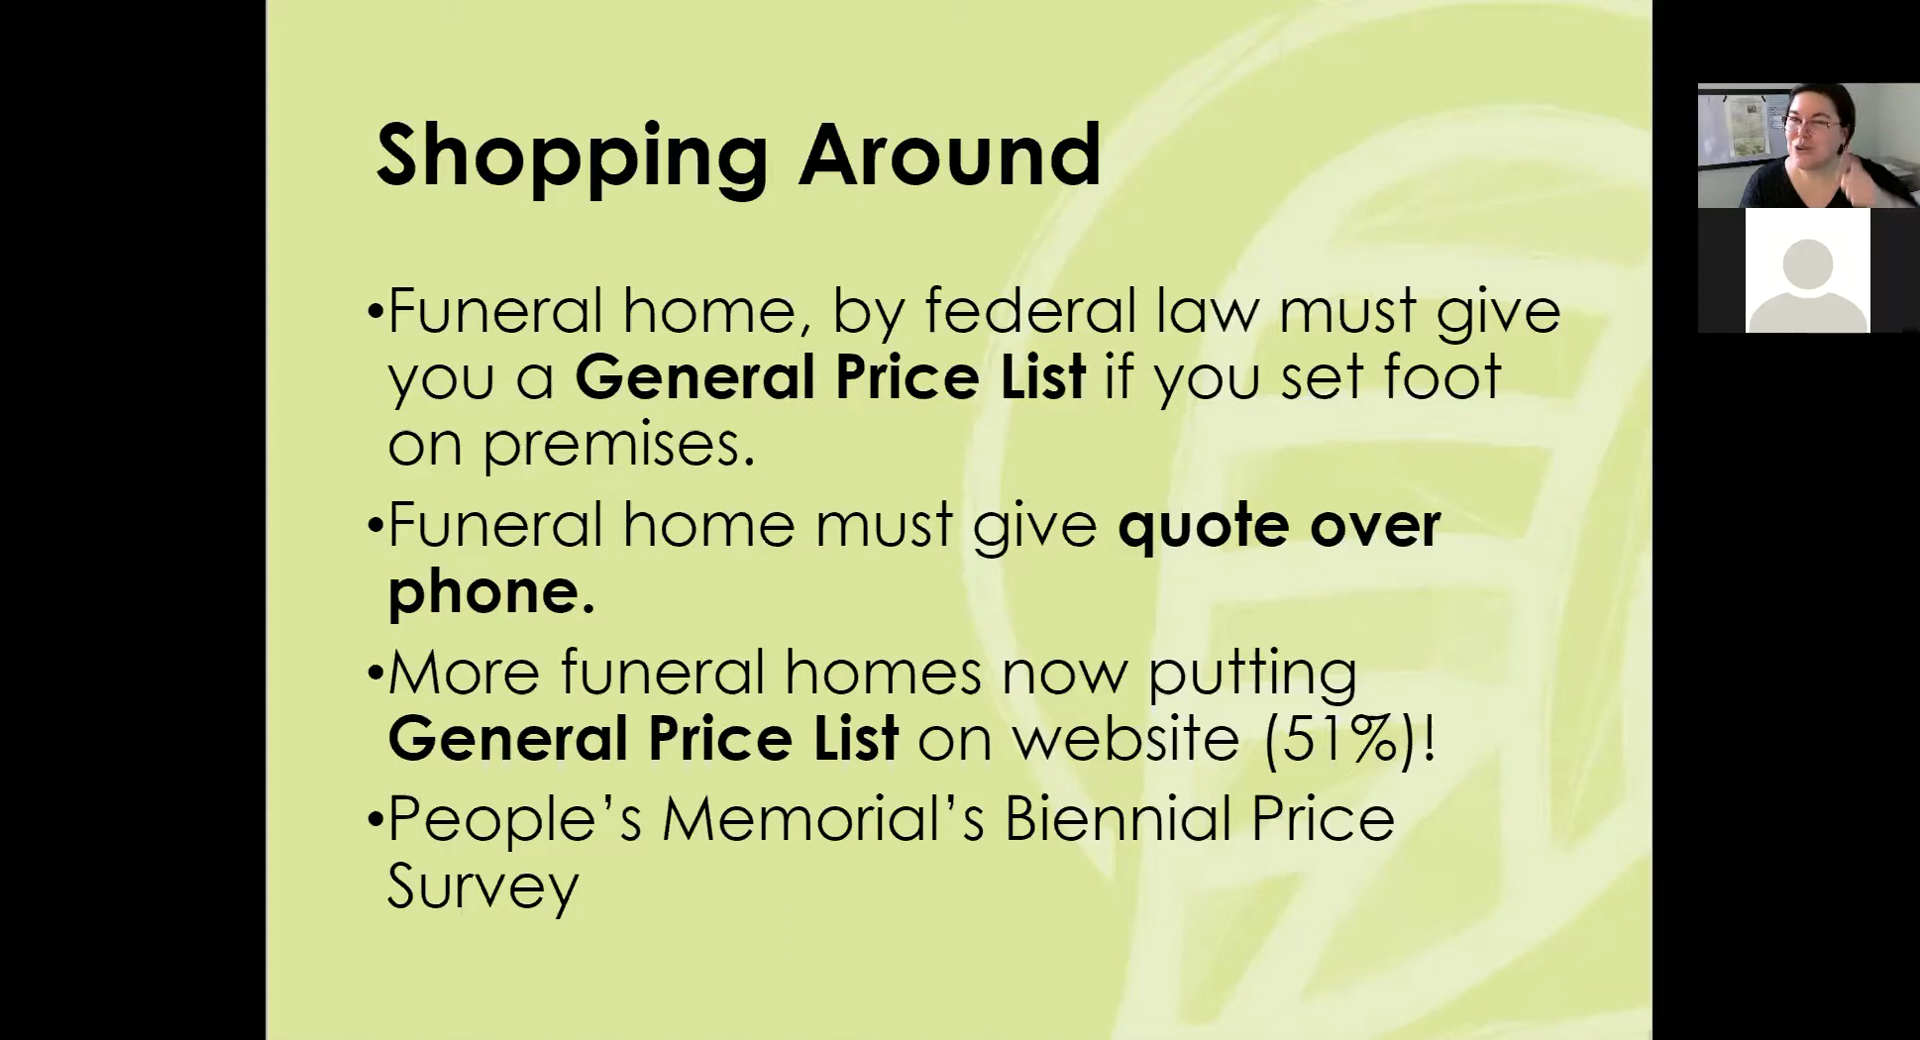 Shopping Around
•Funeral home, by federal law must give
you a General Price List if you set foot
on premises.
•Funeral home must give quote over
phone.
•More funeral homes now putting
General Price List on website (51%)!
•People’s Memorial’s Biennial Price
Survey